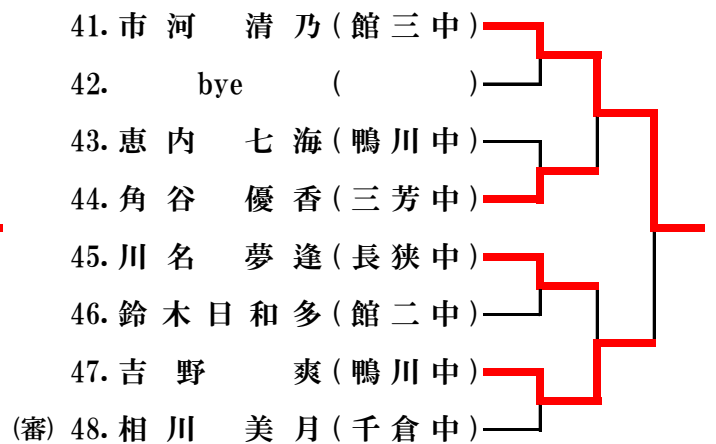 41. 市河 清乃 (館三中)
42. bye ( )
43. 恵内 七海 (鴨川中)
44. 角谷 優香 (三芳中)
45. 川名 夢逢 (長狭中)
46. 鈴木日和多 (館二中)
47. 吉野 爽 (鴨川中)
(審) 48. 相川 美月 (千倉中)